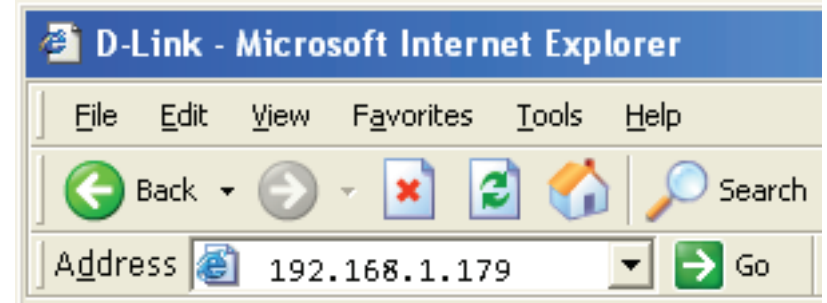 D-Link - Microsoft Internet Explorer
File Edit View Favorites Tools Help
Back Search
Address 192.168.1.179 Go